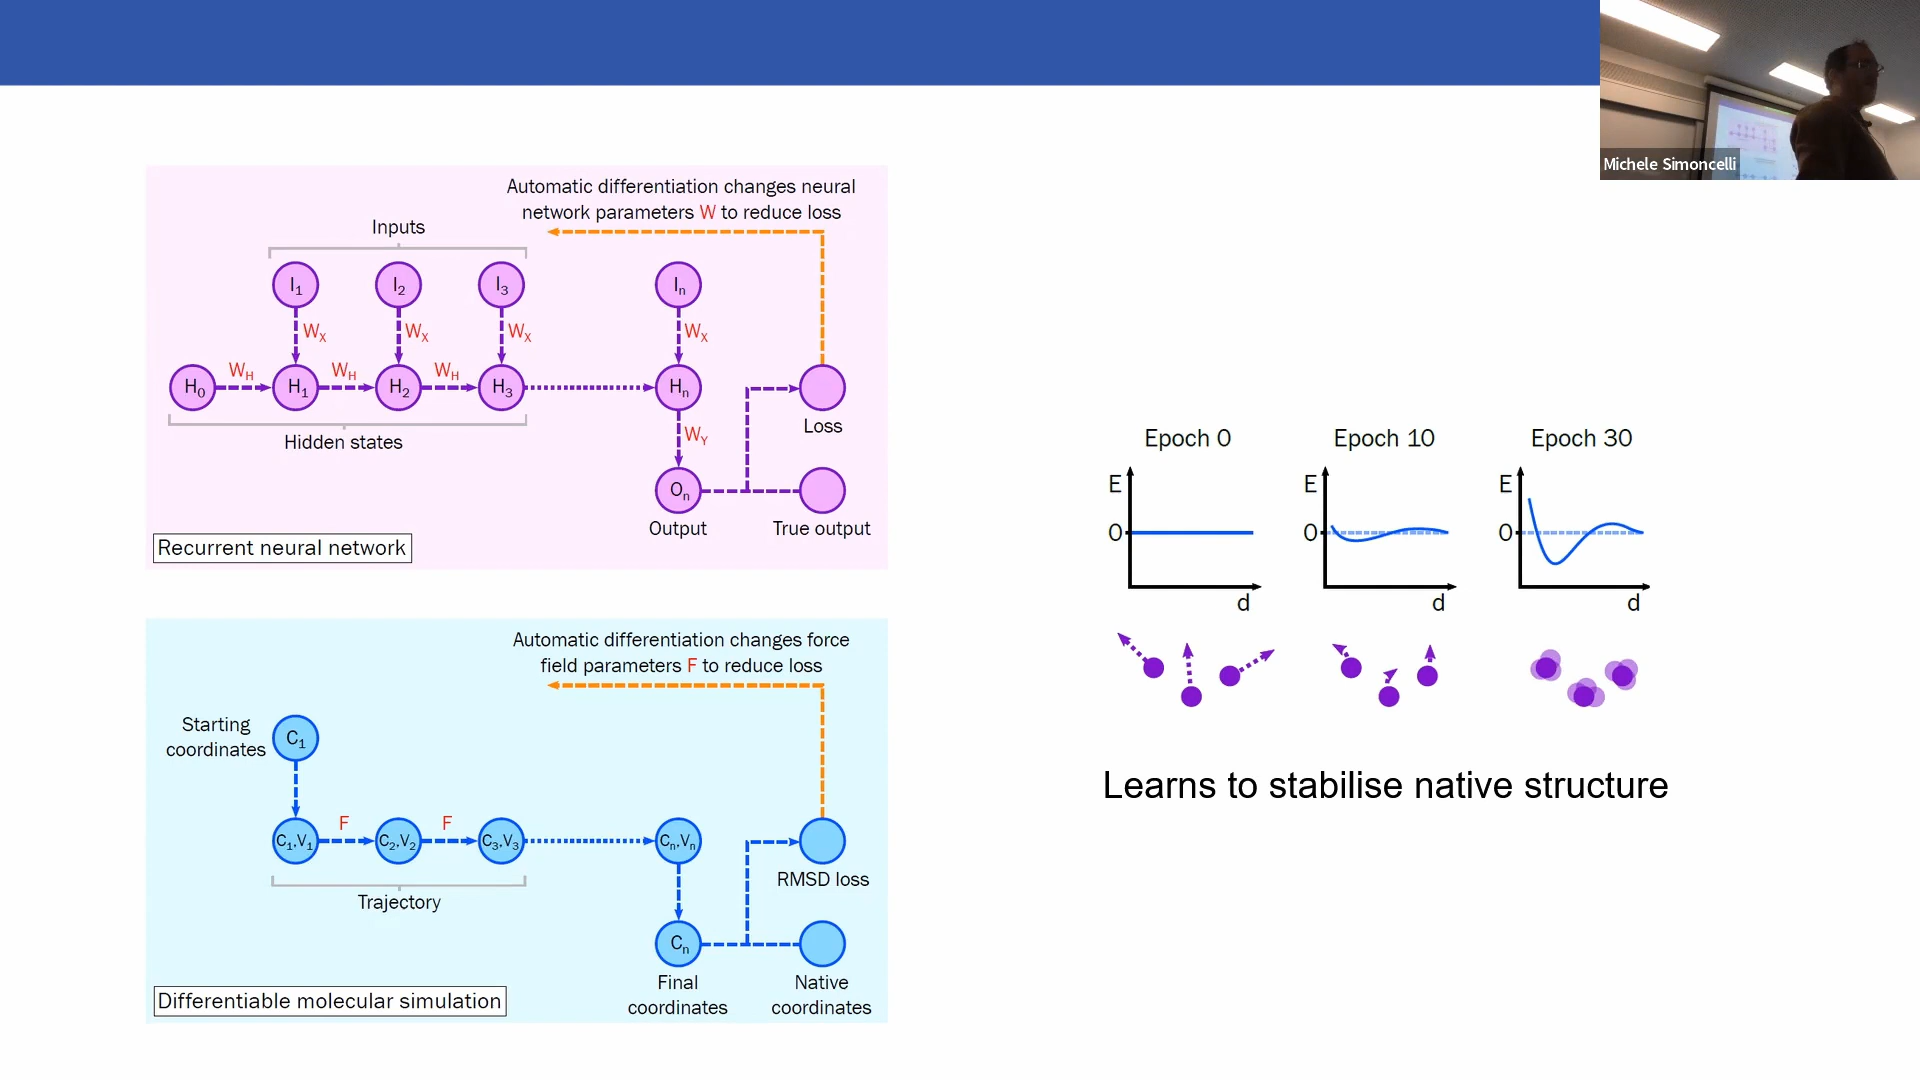 Michele Simoncelli
Automatic differentiation changes neural
network parameters W to reduce loss
Inputs
I1 I2 I3 In
WX WX WX WX
WH WH WH
H0 H1 H2 H3 Hn
Hidden states
WY
Loss
On
Output
True output
Recurrent neural network
Automatic differentiation changes force
field parameters F to reduce loss
Starting
coordinates
C1
F F
C1,V1 C2,V2 C3,V3 Cn,Vn
Trajectory
RMSD loss
Cn
Final
coordinates
Native
coordinates
Differentiable molecular simulation
Epoch 0 Epoch 10 Epoch 30
E E E
0 0 0
d d d
Learns to stabilise native structure